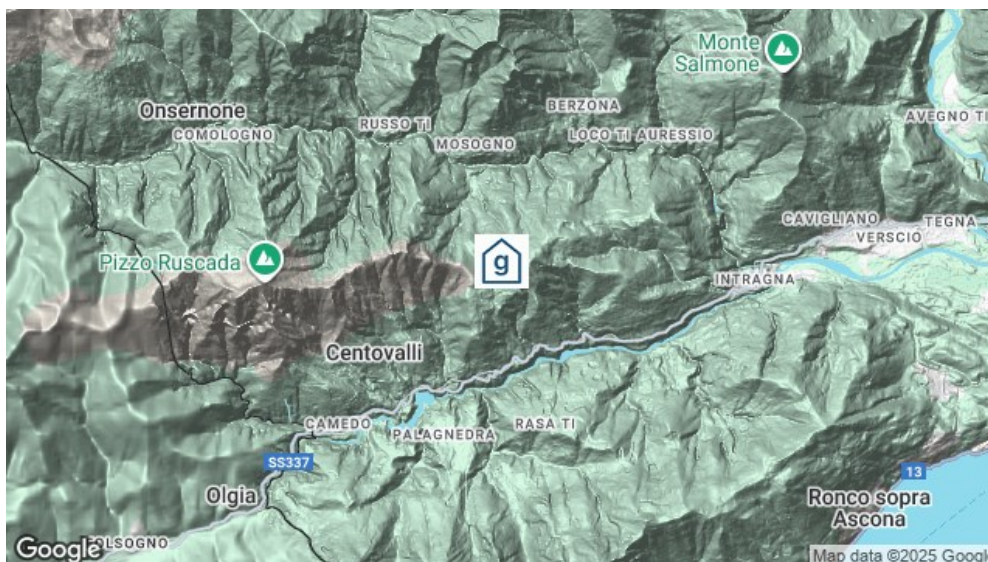 Monte
Salmone
Onsernone
BERZONA
AVEGNO TI
COMOLOGNO
RUSSO TI
MOSOGNO
LOCO TI
AURESSIO
CAVIGLIANO
TEGNA
VERSCIO
Pizzo Ruscada
g
INTRAGNA
Centovalli
CAMEDO
PALAGNEDRA
RASA TI
SS337
13
Olgia
Ronco sopra
Ascona
FOLSOGNO
Google
Map data ©2025 Google